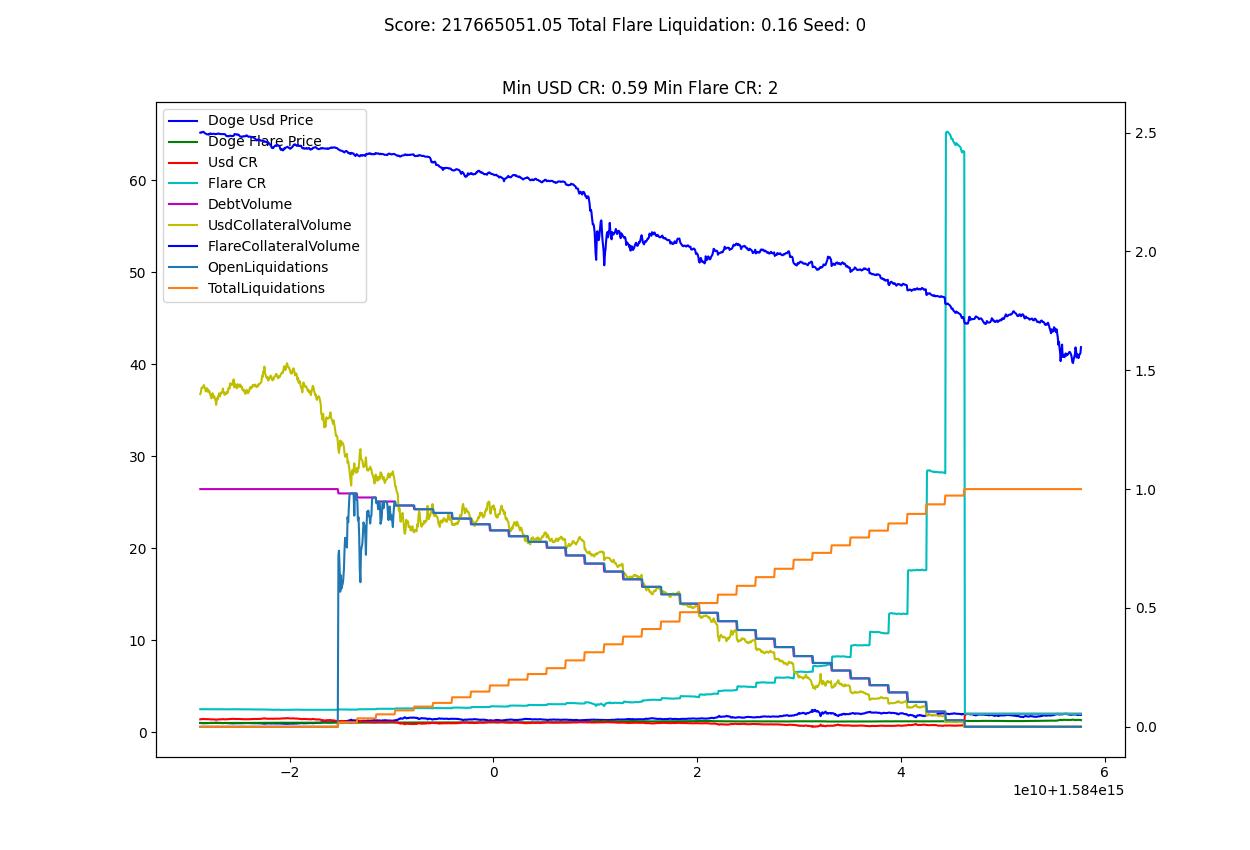 Score: 217665051.05 Total Flare Liquidation: 0.16 Seed: 0
Min USD CR: 0.59 Min Flare CR: 2
Doge Usd Price
Doge Flare Price
Usd CR
Flare CR
DebtVolume
UsdCollateralVolume
FlareCollateralVolume
OpenLiquidations
TotalLiquidations
60
50
40
30
20
10
0
2.5
2.0
1.5
1.0
0.5
0.0
−2
0
2
4
6
1e10+1.584e15